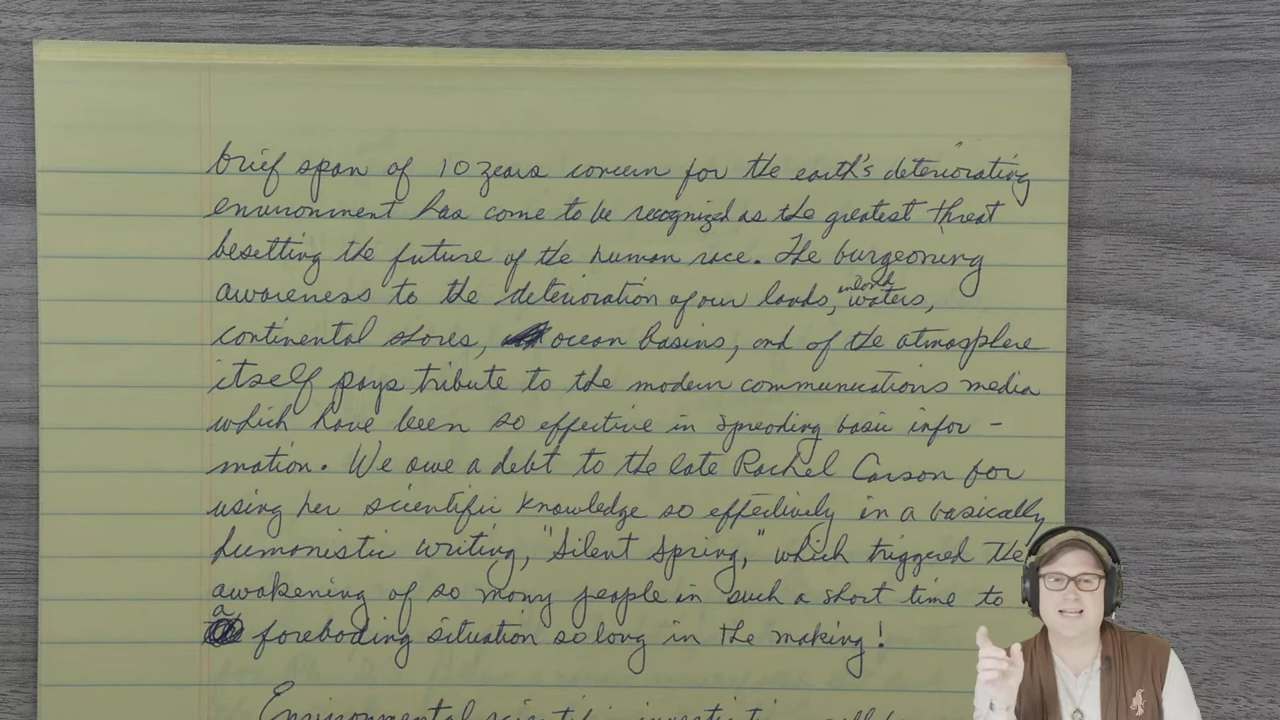 brief span of 10 years concern for the earth's deteriorating
environment has come to be recognized as the greatest threat
besetting the future of the human race. The burgeoning
awareness to the deterioration of our lands, inland waters,
continental shores, ocean basins, and of the atmosphere
itself pays tribute to the modern communications media
which have been so effective in spreading basic infor-
mation. We owe a debt to the late Rachel Carson for
using her scientific knowledge so effectively in a basically
humanistic writing, "Silent Spring," which triggered the
awakening of so many people in such a short time to
a foreboding situation so long in the making!
Environmental scientific